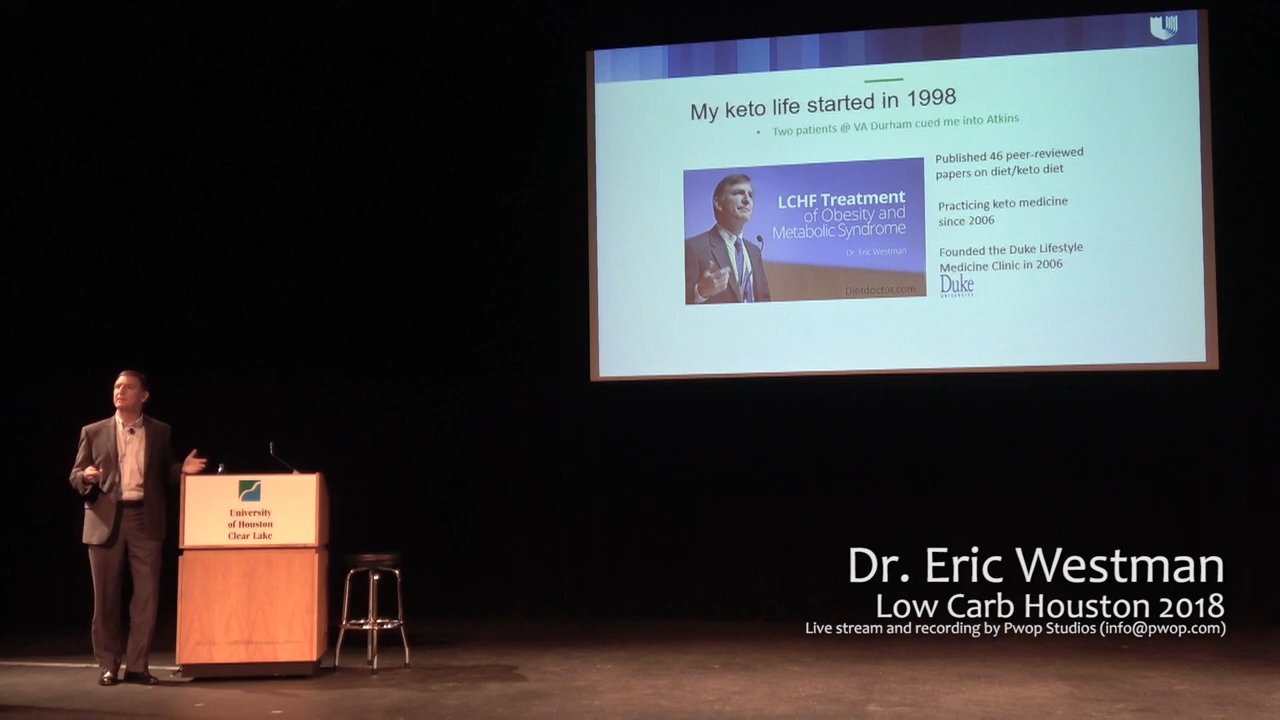 My keto life started in 1998
• Two patients @ VA Durham cued me into Atkins
LCHF Treatment
of Obesity and
Metabolic Syndrome
Dr. Eric Westman
Dietdoctor.com
Published 46 peer-reviewed
papers on diet/keto diet
Practicing keto medicine
since 2006
Founded the Duke Lifestyle
Medicine Clinic in 2006
Duke
UNIVERSITY
University
of Houston
Clear Lake
Dr. Eric Westman
Low Carb Houston 2018
Live stream and recording by Pwop Studios (info@pwop.com)